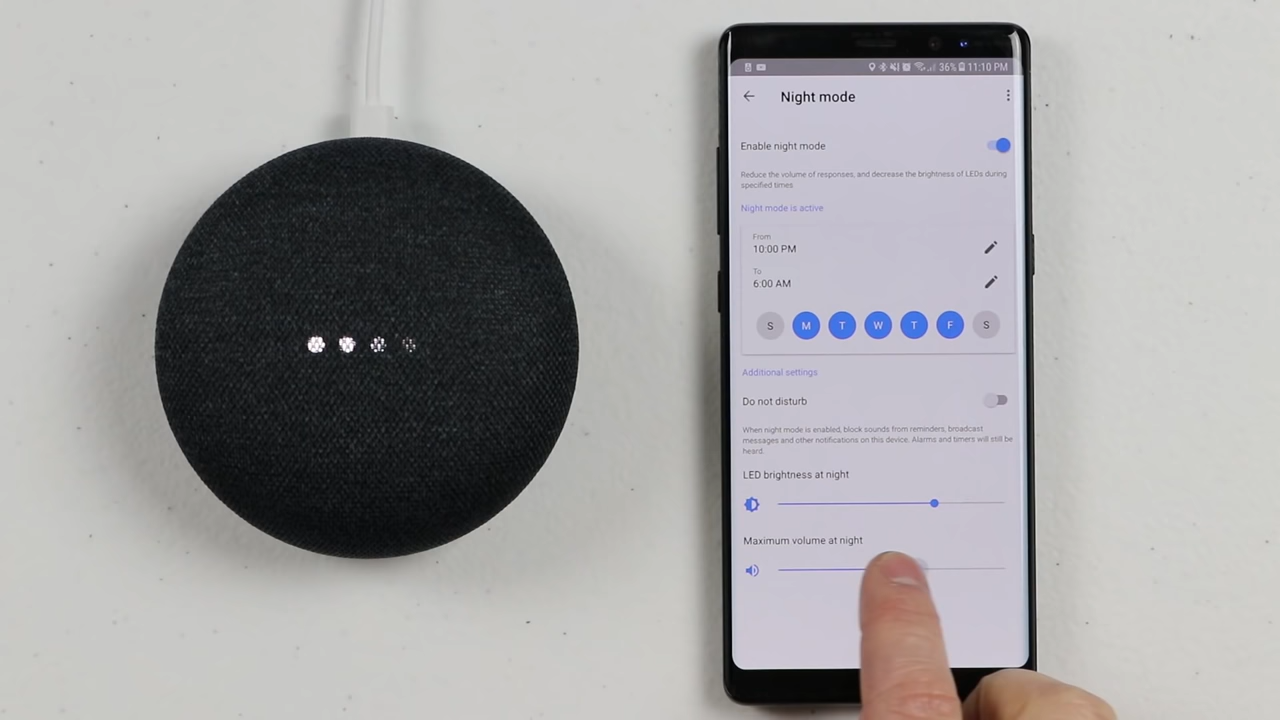 36% 11:10 PM
Night mode
Enable night mode
Reduce the volume of responses, and decrease the brightness of LEDs during
specified times
Night mode is active
From
10:00 PM
To
6:00 AM
S M T W T F S
Additional settings
Do not disturb
When night mode is enabled, block sounds from reminders, broadcast
messages and other notifications on this device. Alarms and timers will still be
heard.
LED brightness at night
Maximum volume at night